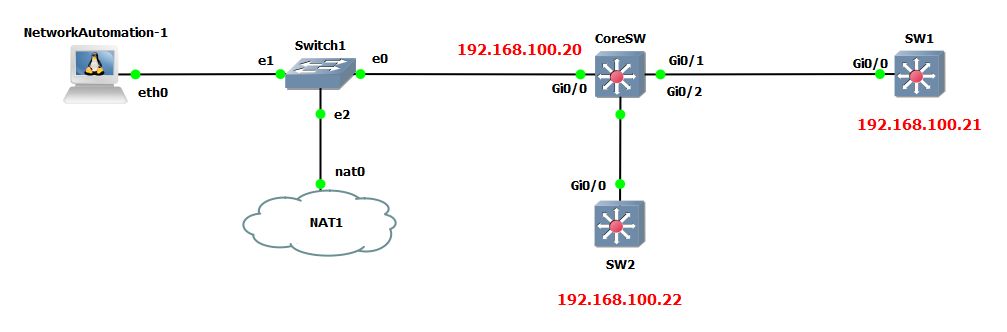 NetworkAutomation-1
eth0
Switch1
e1
e0
e2
nat0
NAT1
192.168.100.20
CoreSW
Gi0/0
Gi0/1
Gi0/2
SW1
Gi0/0
192.168.100.21
Gi0/0
SW2
192.168.100.22